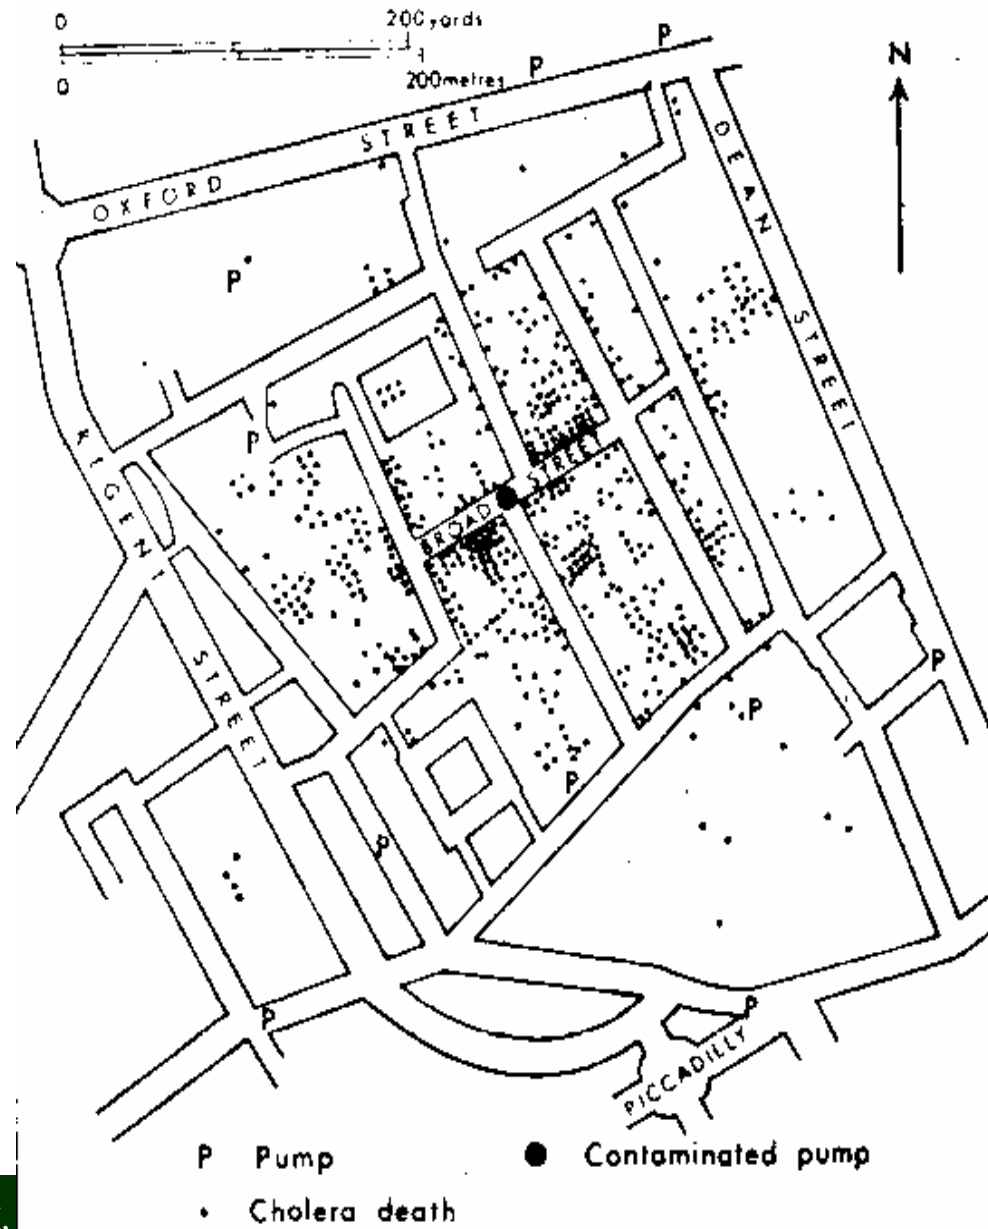 0 200 yards
0 200 metres
N
P
P
OXFORD STREET
DEAN STREET
P
P
REGENT STREET
BROAD STREET
P
P
P
P
P
P
PICCADILLY
P Pump
Contaminated pump
Cholera death